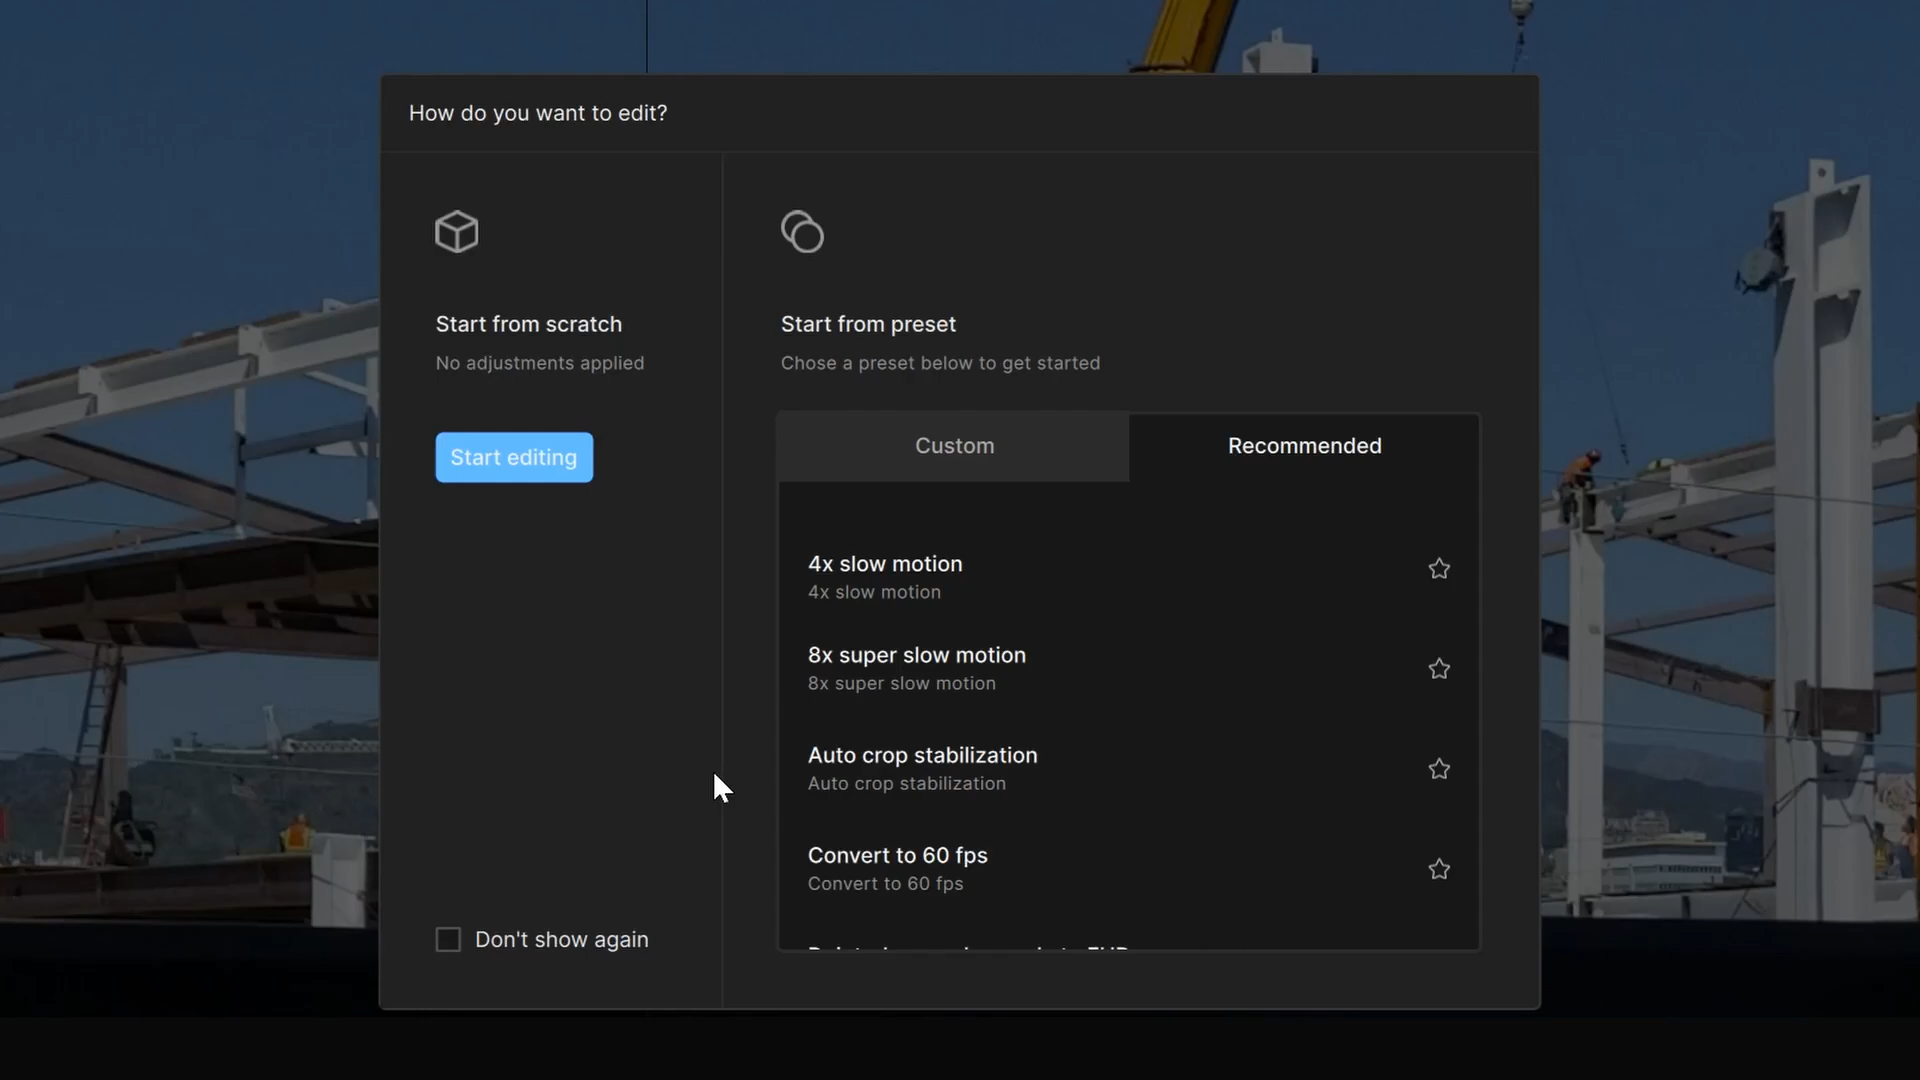 How do you want to edit?
Start from scratch
No adjustments applied
Start editing
Don't show again
Start from preset
Chose a preset below to get started
Custom
Recommended
4x slow motion
4x slow motion
8x super slow motion
8x super slow motion
Auto crop stabilization
Auto crop stabilization
Convert to 60 fps
Convert to 60 fps